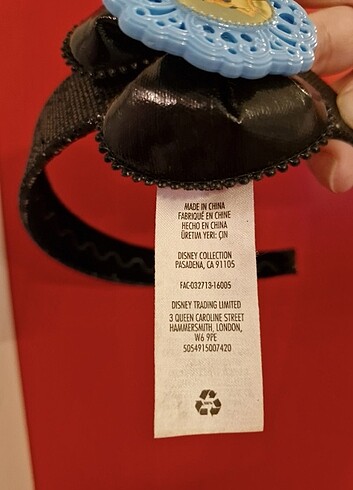 MADE IN CHINA
FABRIQUÉ EN CHINE
HECHO EN CHINA
ÜRETIM YERI: ÇIN
DISNEY COLLECTION
PASADENA, CA 91105
FAC-032713-16005
DISNEY TRADING LIMITED
3 QUEEN CAROLINE STREET
HAMMERSMITH, LONDON,
W6 9PE
5054915007420